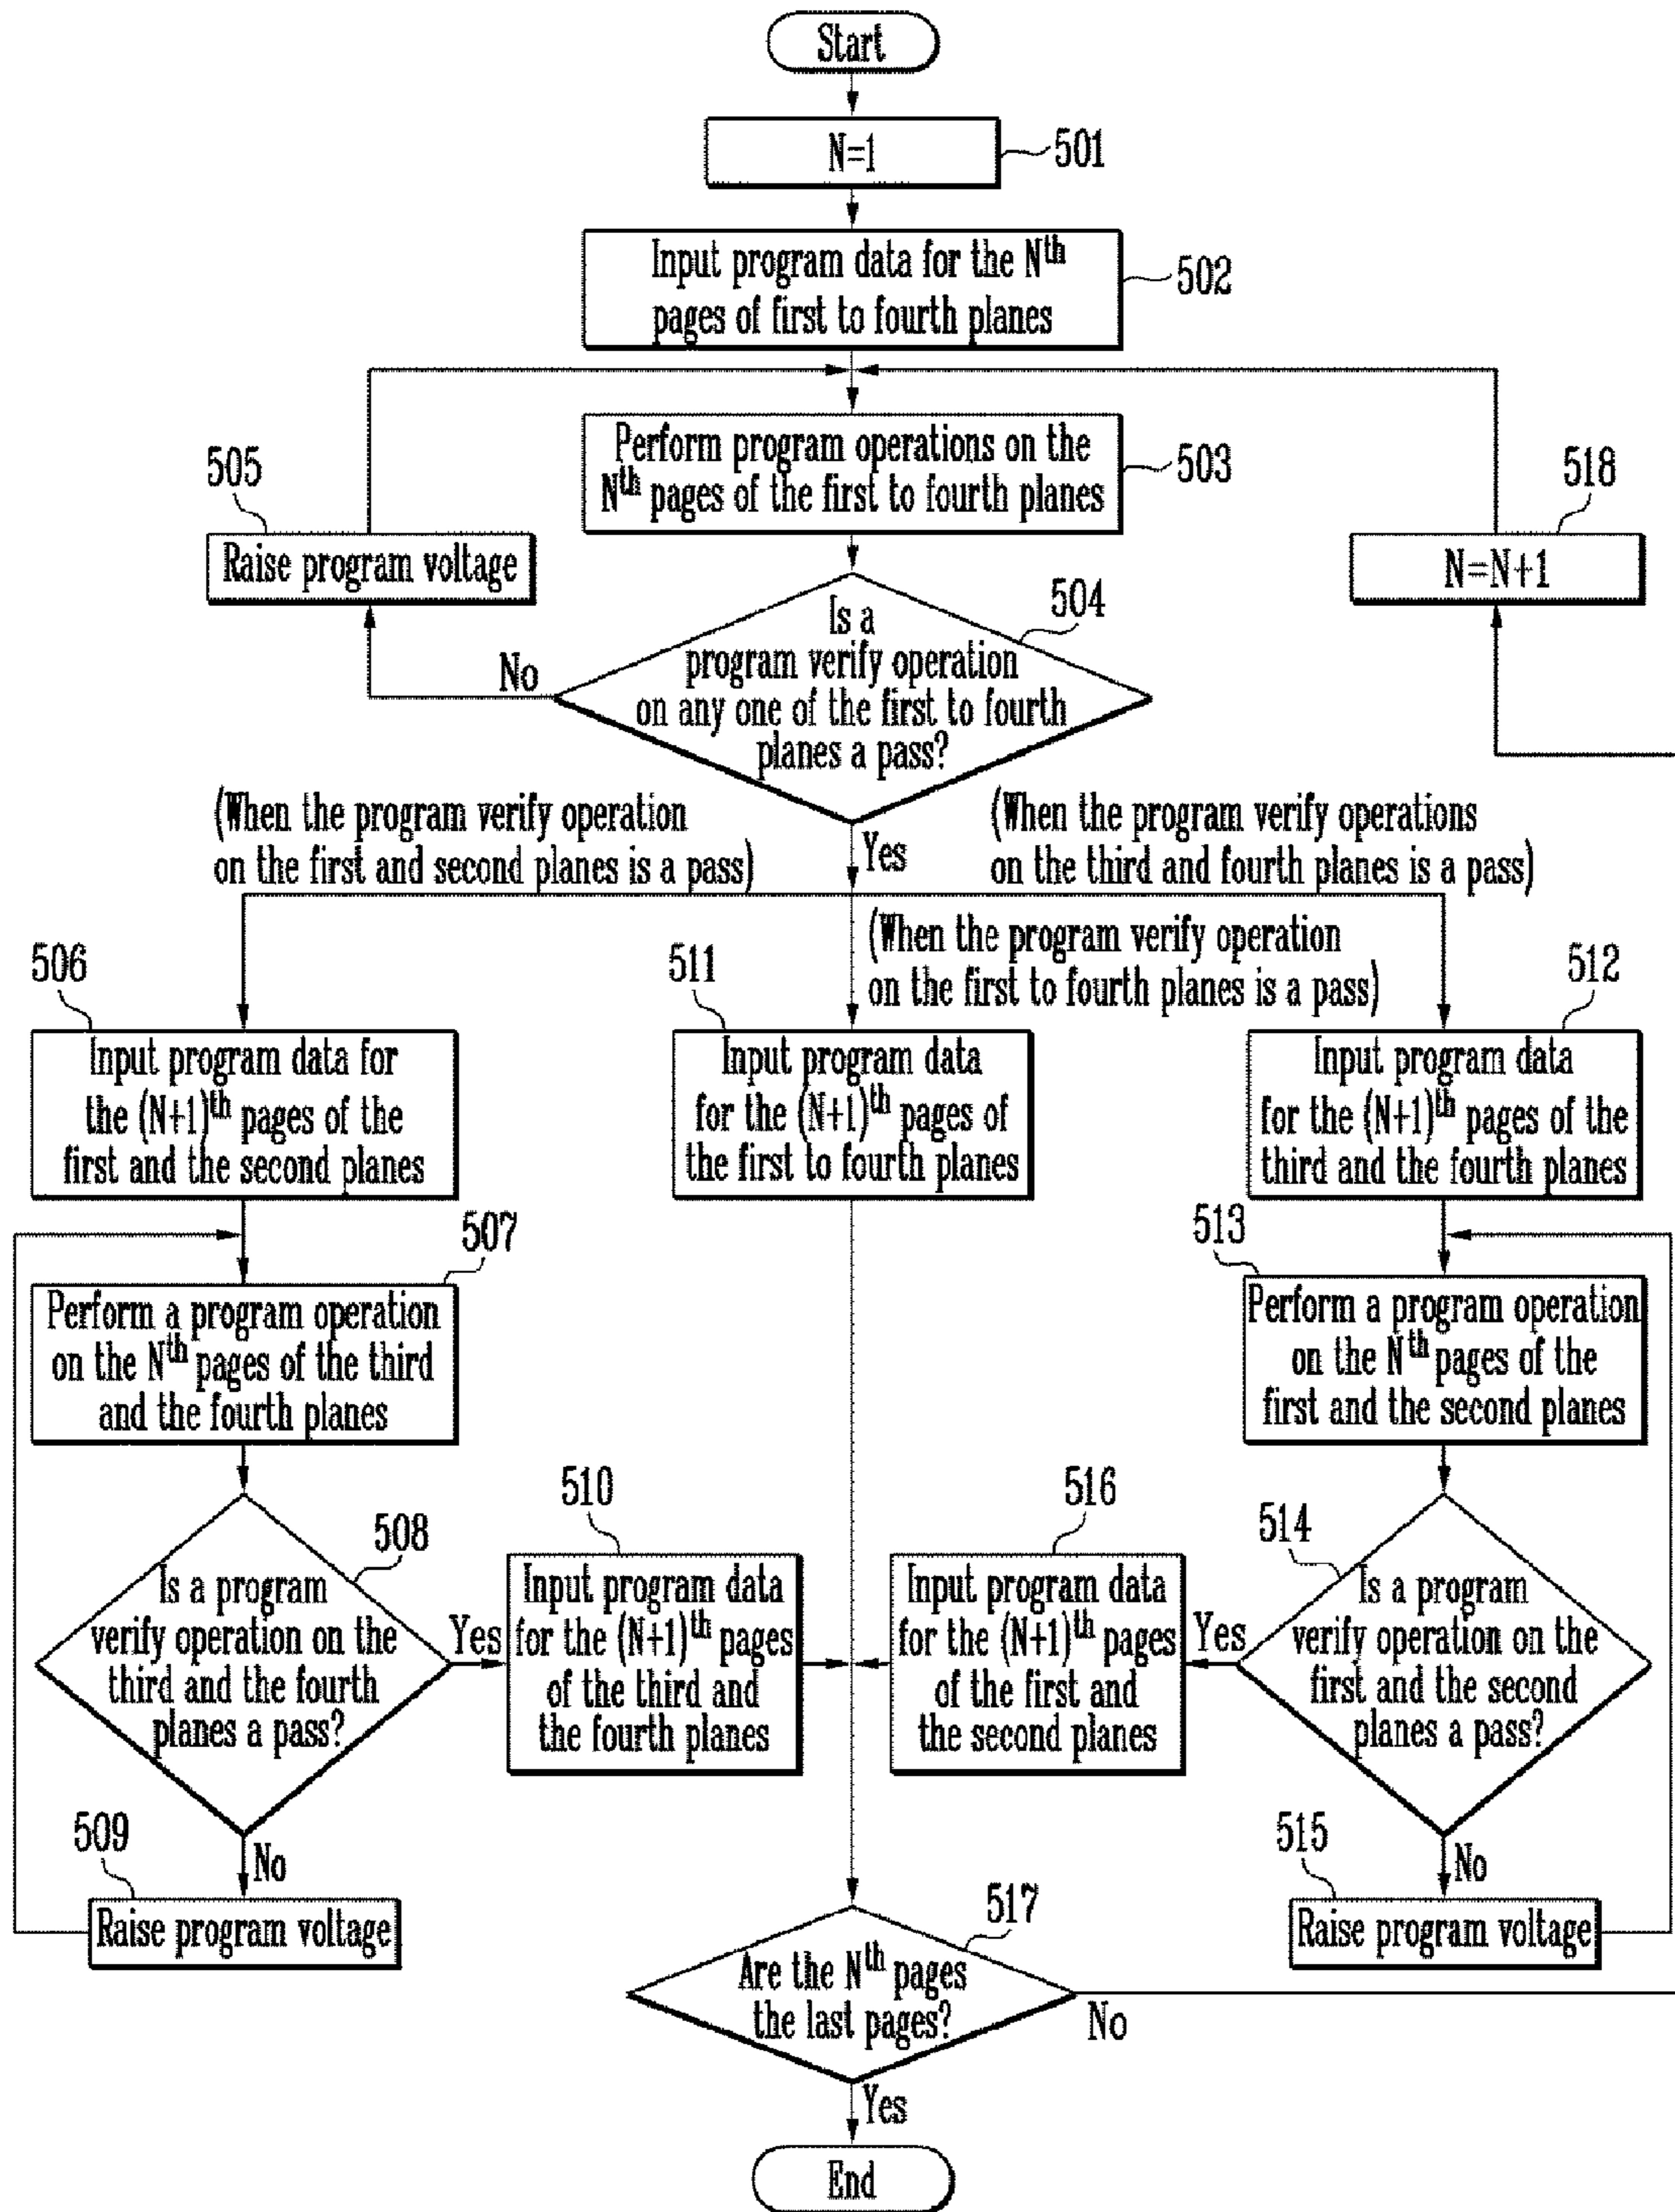 Start
N=1
501
Input program data for the Nth
pages of first to fourth planes
502
Perform program operations on the
Nth pages of the first to fourth planes
503
505
Raise program voltage
518
N=N+1
Is a
program verify operation
on any one of the first to fourth
planes a pass?
504
No
(When the program verify operation
on the first and second planes is a pass)
Yes
(When the program verify operations
on the third and fourth planes is a pass)
(When the program verify operation
on the first to fourth planes is a pass)
506
Input program data for
the (N+1)th pages of the
first and the second planes
511
Input program data
for the (N+1)th pages of
the first to fourth planes
512
Input program data
for the (N+1)th pages of the
third and the fourth planes
507
Perform a program operation
on the Nth pages of the third
and the fourth planes
513
Perform a program operation
on the Nth pages of the
first and the second planes
508
Is a program
verify operation on the
third and the fourth
planes a pass?
Yes
510
Input program data
for the (N+1)th pages
of the third and
the fourth planes
516
Input program data
for the (N+1)th pages
of the first and
the second planes
Yes
514
Is a program
verify operation on the
first and the second
planes a pass?
509
No
Raise program voltage
515
No
Raise program voltage
517
Are the Nth pages
the last pages?
No
Yes
End